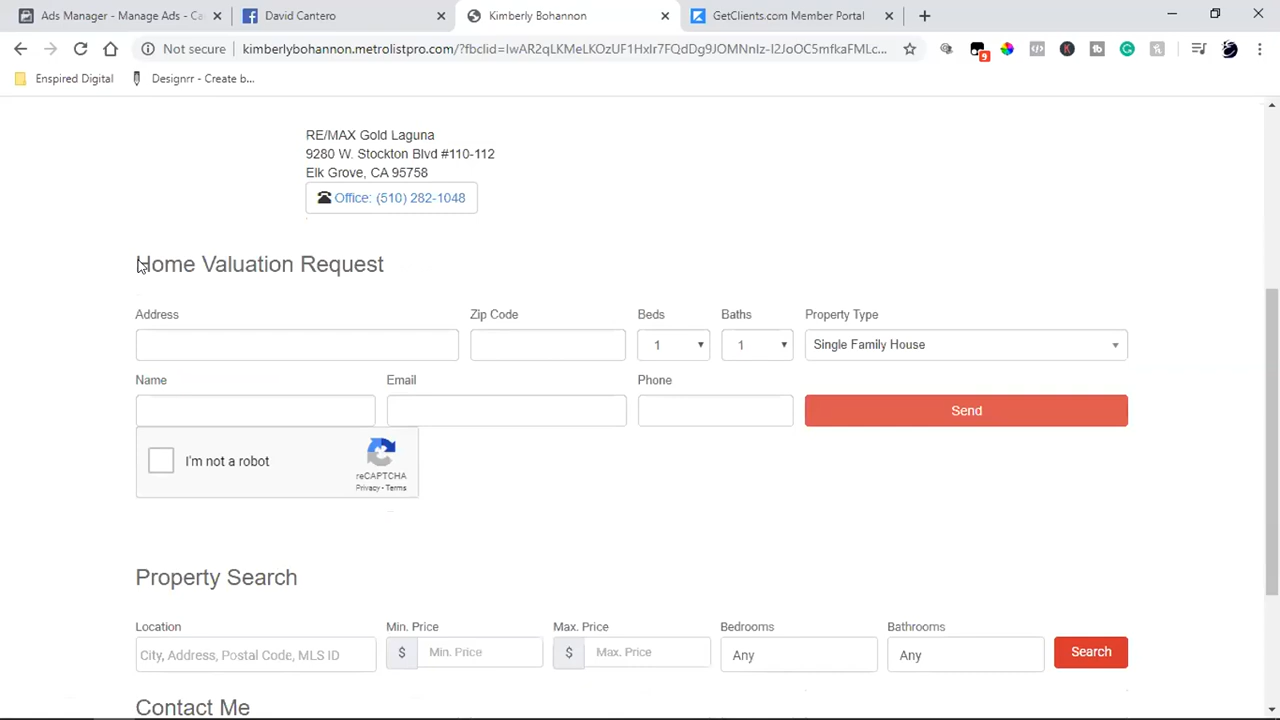 Ads Manager - Manage Ads - Ca
David Cantero
Kimberly Bohannon
GetClients.com Member Portal
Not secure
kimberlybohannon.metrolistpro.com/?fbclid=IwAR2qLKMeLKOzUF1HxIr7FQdDg9JOMNnIz-I2JoOC5mfkaFMLc...
9
Enspired Digital
Designrr - Create b...
RE/MAX Gold Laguna
9280 W. Stockton Blvd #110-112
Elk Grove, CA 95758
Office: (510) 282-1048
Home Valuation Request
Address
Zip Code
Beds
Baths
Property Type
1
1
Single Family House
Name
Email
Phone
Send
I'm not a robot
reCAPTCHA
Privacy - Terms
Property Search
Location
Min. Price
Max. Price
Bedrooms
Bathrooms
City, Address, Postal Code, MLS ID
$
Min. Price
$
Max. Price
Any
Any
Search
Contact Me